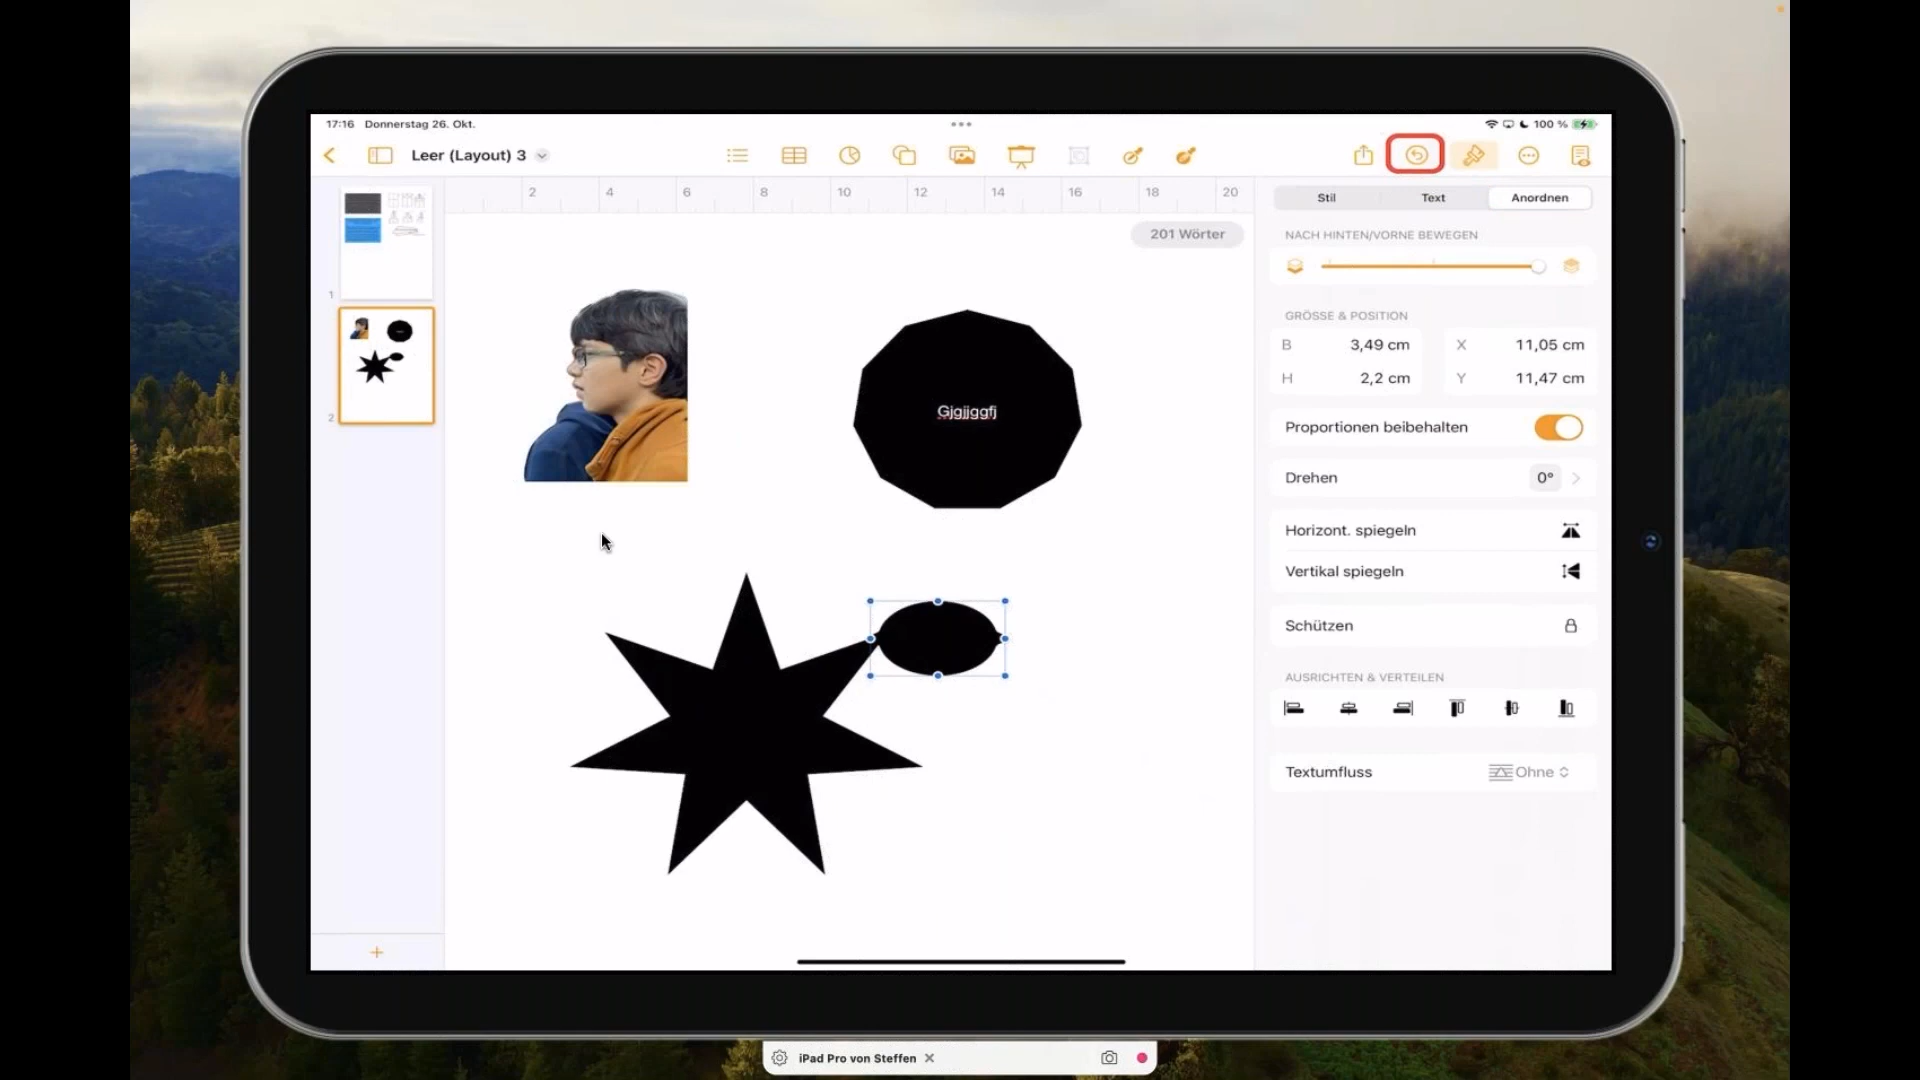 17:16 Donnerstag 26. Okt.
100 %
Leer (Layout) 3
2 4 6 8 10 12 14 16 18 20
201 Wörter
1
2
Gjgjjggfj
Stil Text Anordnen
NACH HINTEN/VORNE BEWEGEN
GRÖSSE & POSITION
B 3,49 cm X 11,05 cm
H 2,2 cm Y 11,47 cm
Proportionen beibehalten
Drehen 0°
Horizont. spiegeln
Vertikal spiegeln
Schützen
AUSRICHTEN & VERTEILEN
Textumfluss Ohne
iPad Pro von Steffen